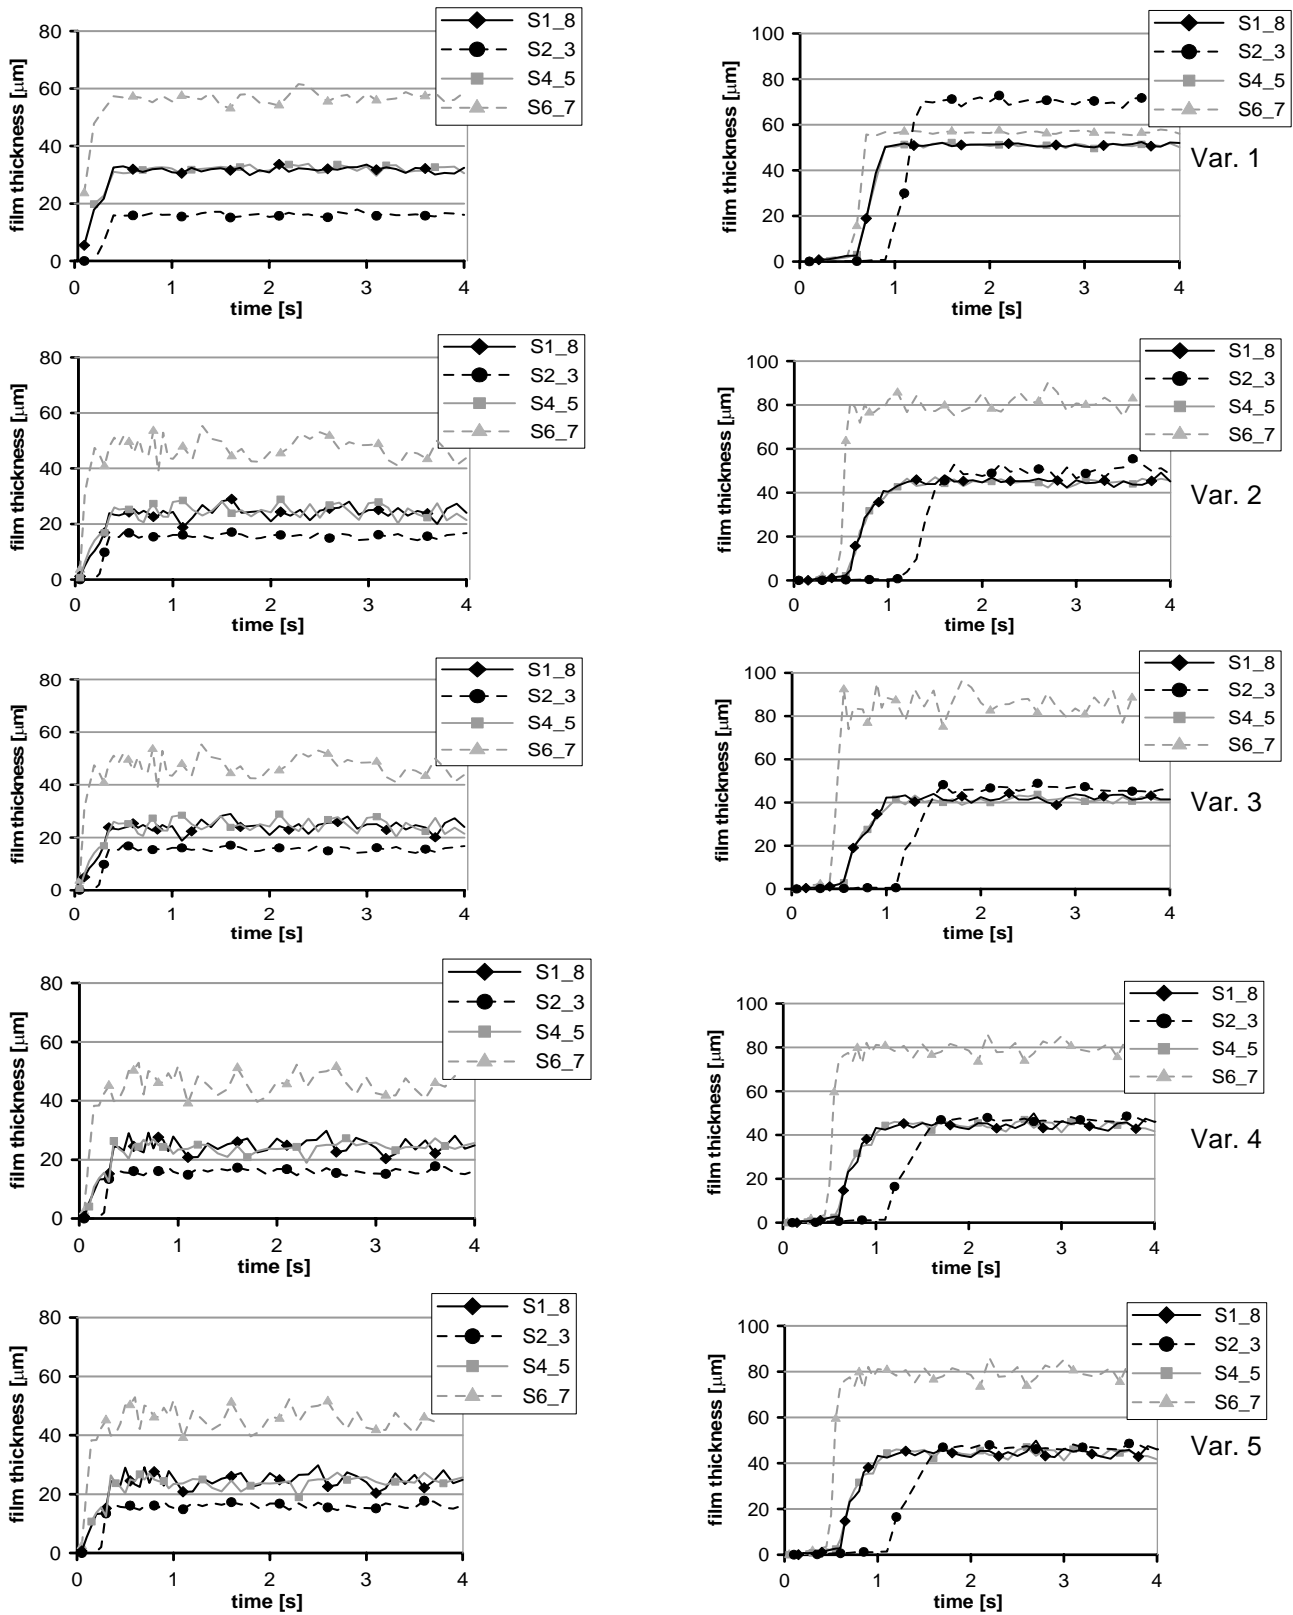 S1_8
S2_3
S4_5
S6_7
film thickness [µm]
80
60
40
20
0
0 1 2 3 4
time [s]
S1_8
S2_3
S4_5
S6_7
film thickness [µm]
100
80
60
40
20
0
0 1 2 3 4
time [s]
Var. 1
S1_8
S2_3
S4_5
S6_7
film thickness [µm]
80
60
40
20
0
0 1 2 3 4
time [s]
S1_8
S2_3
S4_5
S6_7
film thickness [µm]
100
80
60
40
20
0
0 1 2 3 4
time [s]
Var. 2
S1_8
S2_3
S4_5
S6_7
film thickness [µm]
80
60
40
20
0
0 1 2 3 4
time [s]
S1_8
S2_3
S4_5
S6_7
film thickness [µm]
100
80
60
40
20
0
0 1 2 3 4
time [s]
Var. 3
S1_8
S2_3
S4_5
S6_7
film thickness [µm]
80
60
40
20
0
0 1 2 3 4
time [s]
S1_8
S2_3
S4_5
S6_7
film thickness [µm]
100
80
60
40
20
0
0 1 2 3 4
time [s]
Var. 4
S1_8
S2_3
S4_5
S6_7
film thickness [µm]
80
60
40
20
0
0 1 2 3 4
time [s]
S1_8
S2_3
S4_5
S6_7
film thickness [µm]
100
80
60
40
20
0
0 1 2 3 4
time [s]
Var. 5